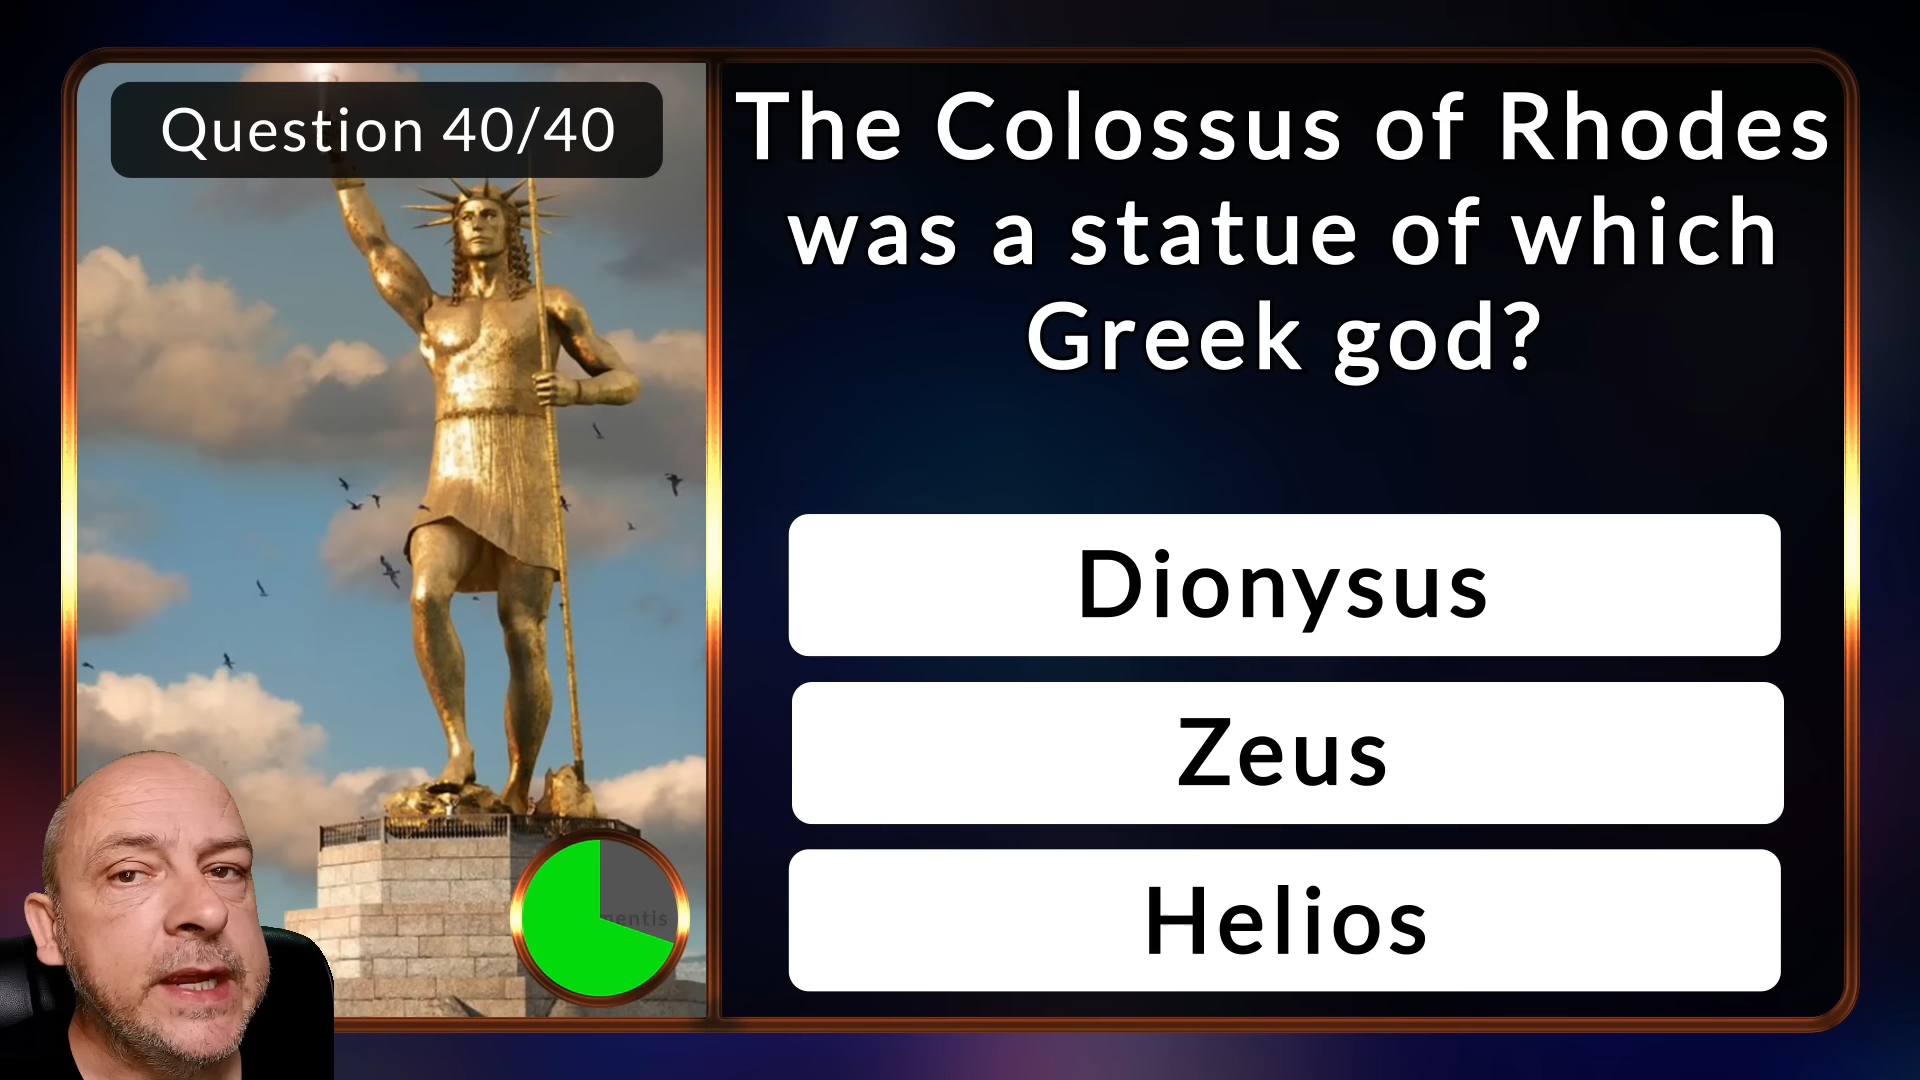 Question 40/40
The Colossus of Rhodes
was a statue of which
Greek god?
Dionysus
Zeus
Helios